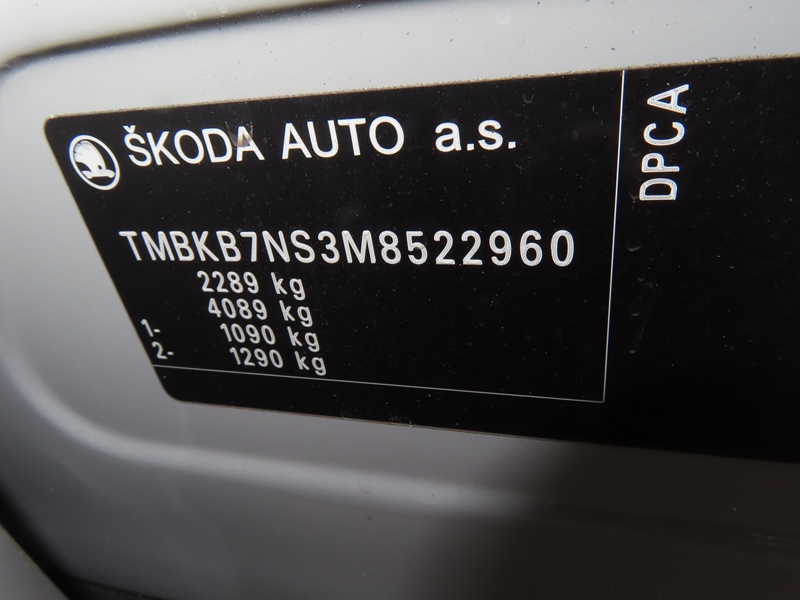 ŠKODA AUTO a.s.
TMBKB7NS3M8522960
2289 kg
4089 kg
1- 1090 kg
2- 1290 kg
DPCA